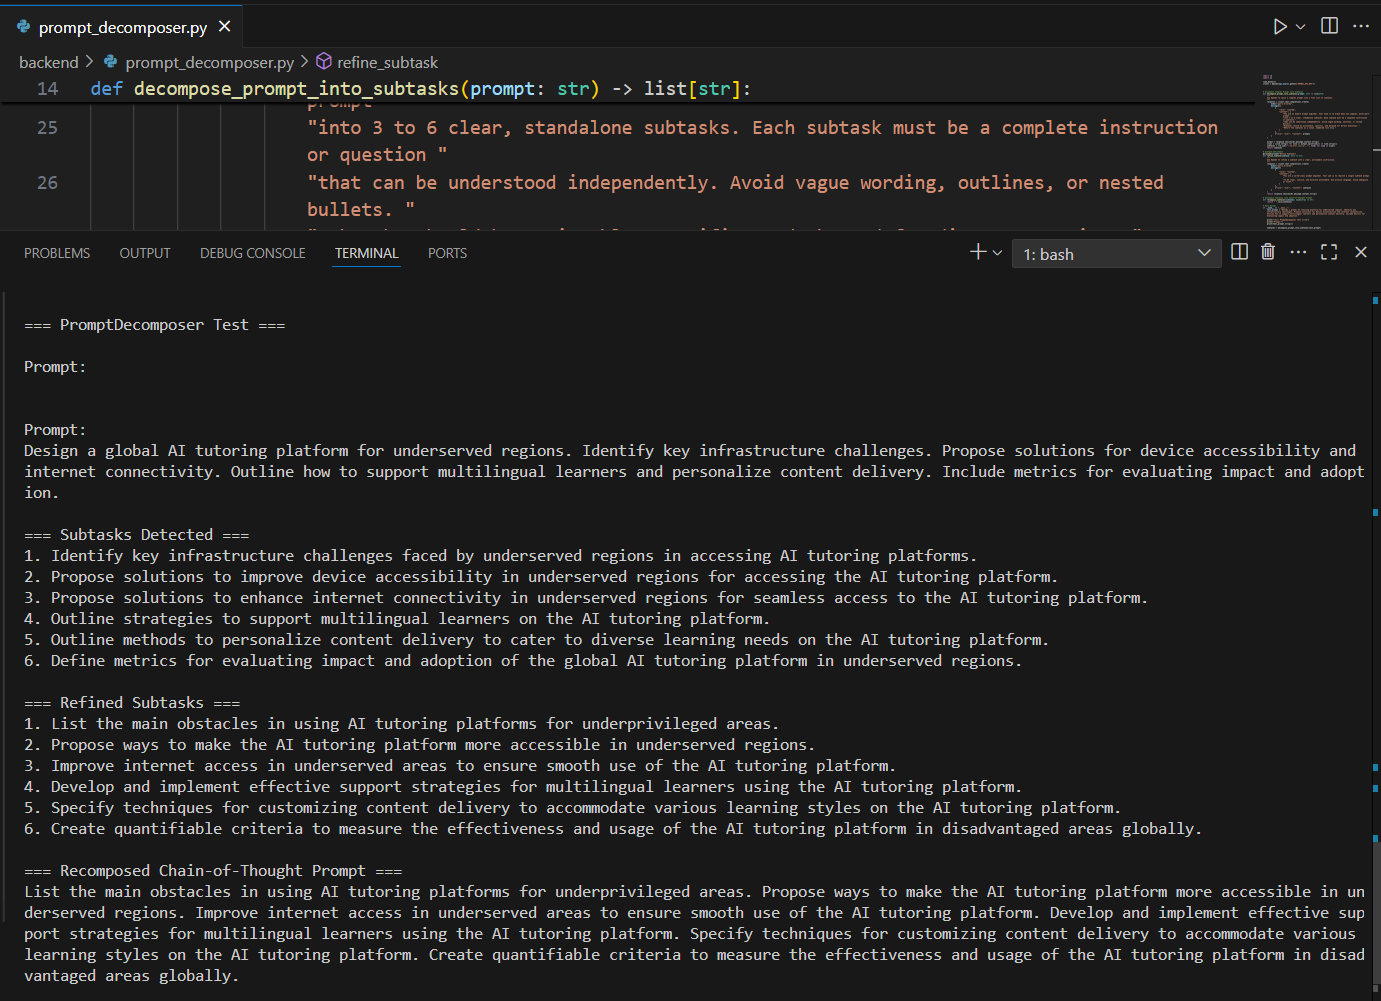 prompt_decomposer.py
backend > prompt_decomposer.py > refine_subtask
14 def decompose_prompt_into_subtasks(prompt: str) -> list[str]:
prompt
25 "into 3 to 6 clear, standalone subtasks. Each subtask must be a complete instruction
or question "
26 "that can be understood independently. Avoid vague wording, outlines, or nested
bullets. "
PROBLEMS OUTPUT DEBUG CONSOLE TERMINAL PORTS 1: bash
=== PromptDecomposer Test ===
Prompt:
Prompt:
Design a global AI tutoring platform for underserved regions. Identify key infrastructure challenges. Propose solutions for device accessibility and
internet connectivity. Outline how to support multilingual learners and personalize content delivery. Include metrics for evaluating impact and adopt
ion.
=== Subtasks Detected ===
1. Identify key infrastructure challenges faced by underserved regions in accessing AI tutoring platforms.
2. Propose solutions to improve device accessibility in underserved regions for accessing the AI tutoring platform.
3. Propose solutions to enhance internet connectivity in underserved regions for seamless access to the AI tutoring platform.
4. Outline strategies to support multilingual learners on the AI tutoring platform.
5. Outline methods to personalize content delivery to cater to diverse learning needs on the AI tutoring platform.
6. Define metrics for evaluating impact and adoption of the global AI tutoring platform in underserved regions.
=== Refined Subtasks ===
1. List the main obstacles in using AI tutoring platforms for underprivileged areas.
2. Propose ways to make the AI tutoring platform more accessible in underserved regions.
3. Improve internet access in underserved areas to ensure smooth use of the AI tutoring platform.
4. Develop and implement effective support strategies for multilingual learners using the AI tutoring platform.
5. Specify techniques for customizing content delivery to accommodate various learning styles on the AI tutoring platform.
6. Create quantifiable criteria to measure the effectiveness and usage of the AI tutoring platform in disadvantaged areas globally.
=== Recomposed Chain-of-Thought Prompt ===
List the main obstacles in using AI tutoring platforms for underprivileged areas. Propose ways to make the AI tutoring platform more accessible in un
derserved regions. Improve internet access in underserved areas to ensure smooth use of the AI tutoring platform. Develop and implement effective sup
port strategies for multilingual learners using the AI tutoring platform. Specify techniques for customizing content delivery to accommodate various
learning styles on the AI tutoring platform. Create quantifiable criteria to measure the effectiveness and usage of the AI tutoring platform in disad
vantaged areas globally.